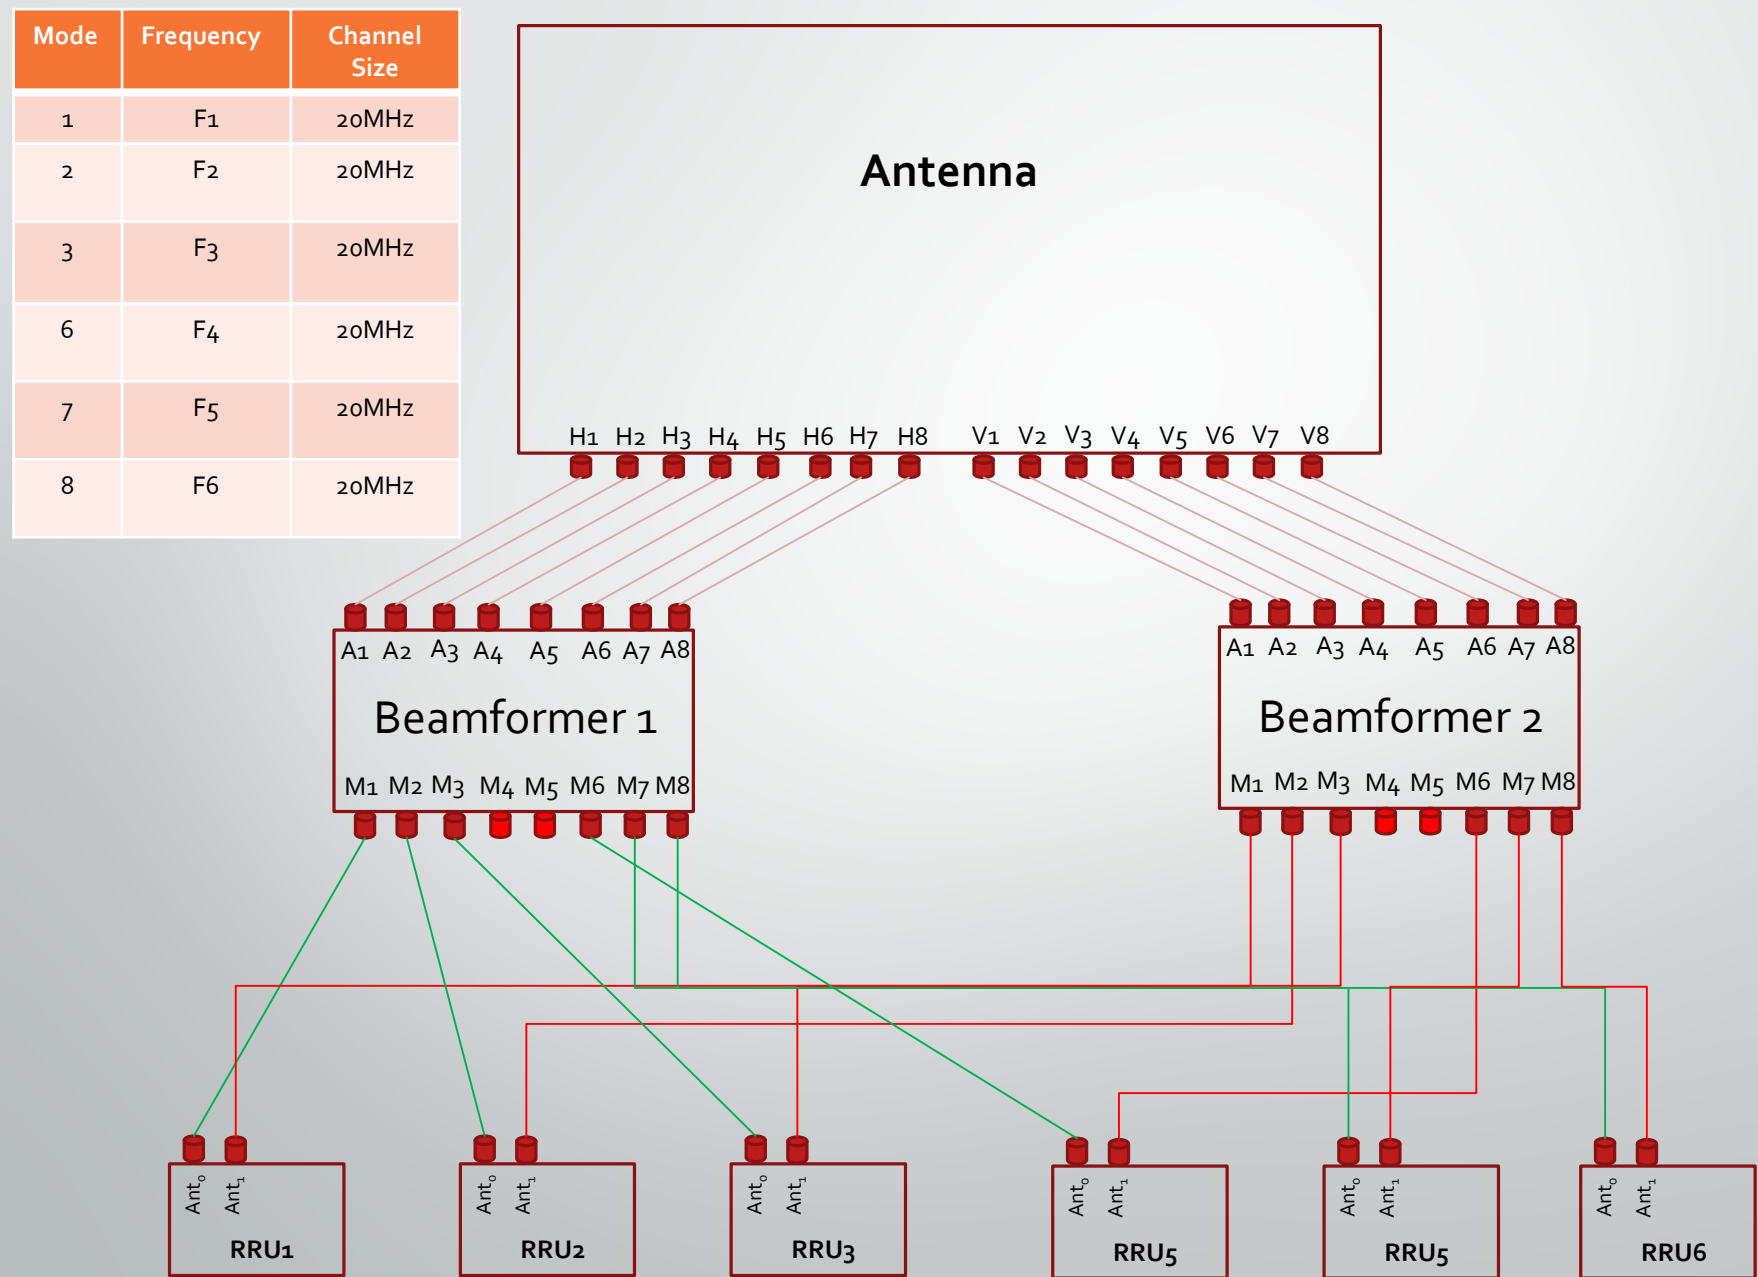 Mode Frequency Channel Size
1 F1 20MHz
2 F2 20MHz
3 F3 20MHz
6 F4 20MHz
7 F5 20MHz
8 F6 20MHz
Antenna
H1 H2 H3 H4 H5 H6 H7 H8 V1 V2 V3 V4 V5 V6 V7 V8
A1 A2 A3 A4 A5 A6 A7 A8
Beamformer 1
M1 M2 M3 M4 M5 M6 M7 M8
A1 A2 A3 A4 A5 A6 A7 A8
Beamformer 2
M1 M2 M3 M4 M5 M6 M7 M8
Ant0 Ant1
RRU1
Ant0 Ant1
RRU2
Ant0 Ant1
RRU3
Ant0 Ant1
RRU5
Ant0 Ant1
RRU5
Ant0 Ant1
RRU6